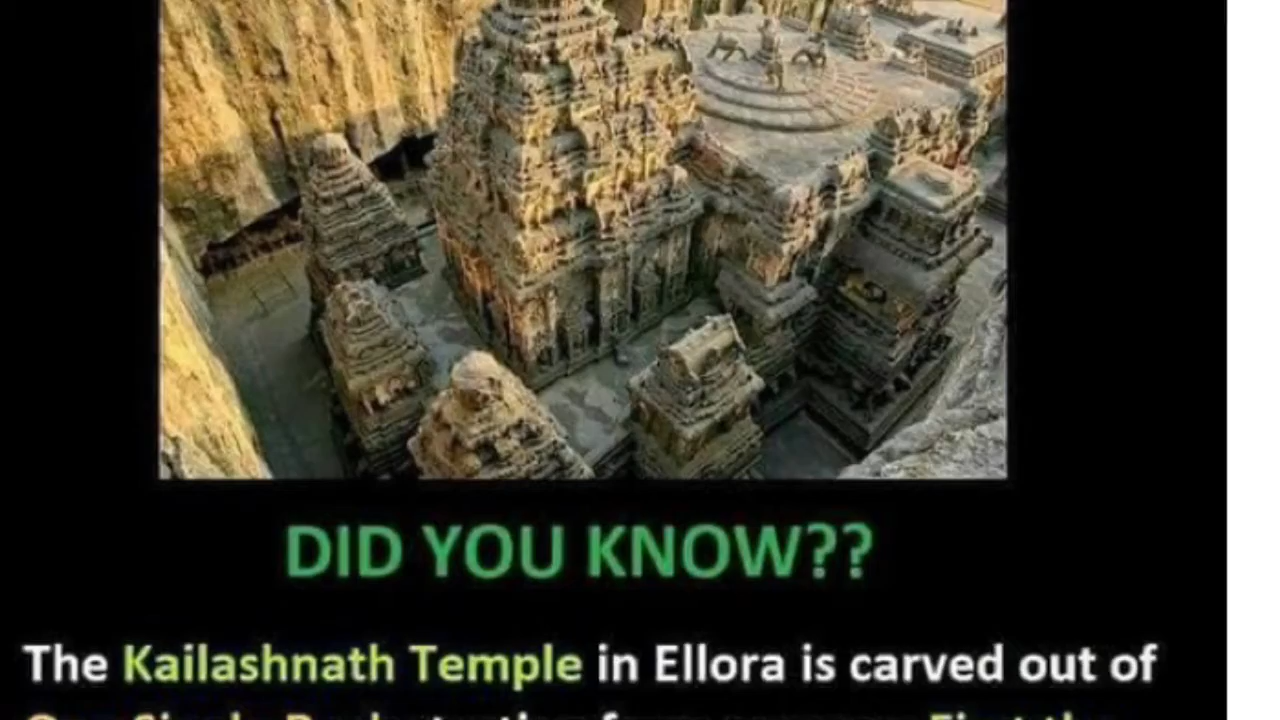 DID YOU KNOW??
The Kailashnath Temple in Ellora is carved out of